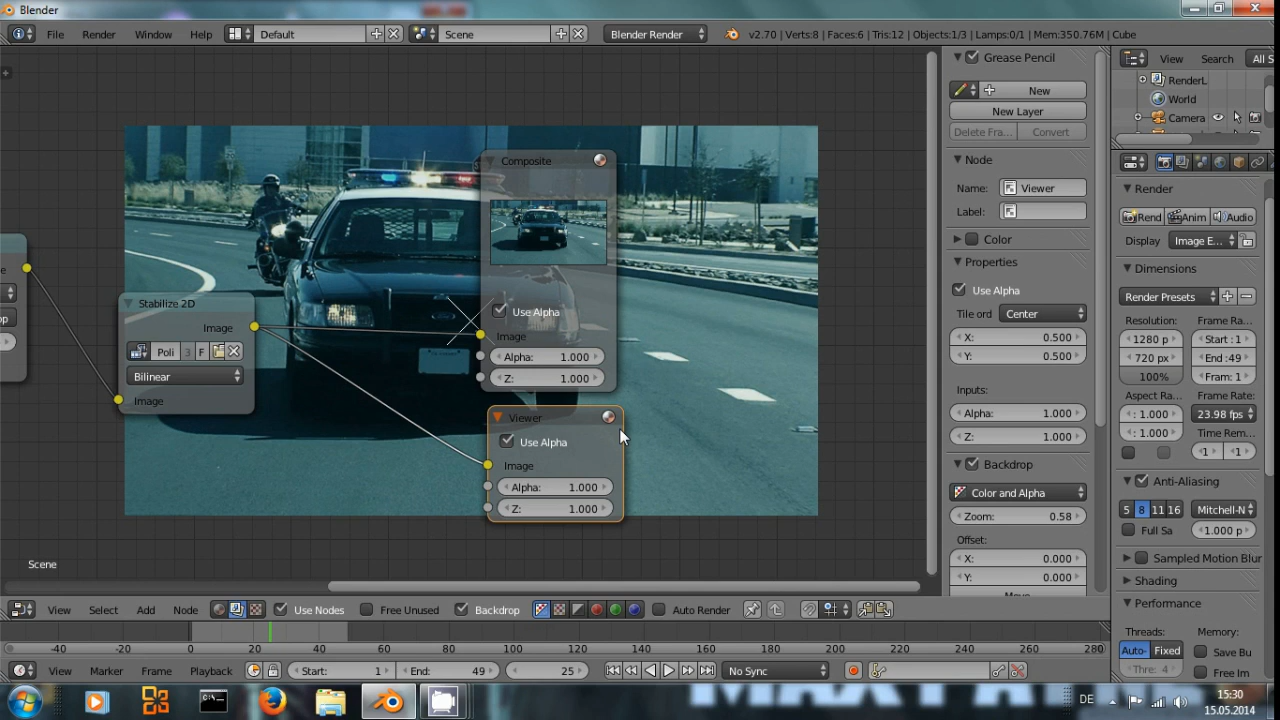 Blender
File Render Window Help Default Scene Blender Render v2.70 | Verts:8 | Faces:6 | Tris:12 | Objects:1/3 | Lamps:0/1 | Mem:350.76M | Cube
Composite
Use Alpha
Image
Alpha: 1.000
Z: 1.000
Stabilize 2D
Image
Poli 3 F
Bilinear
Image
Viewer
Use Alpha
Image
Alpha: 1.000
Z: 1.000
Scene
Grease Pencil
New
New Layer
Delete Fra... Convert
Node
Name: Viewer
Label:
Color
Properties
Use Alpha
Tile ord Center
X: 0.500
Y: 0.500
Inputs:
Alpha: 1.000
Z: 1.000
Backdrop
Color and Alpha
Zoom: 0.58
Offset:
X: 0.000
Y: 0.000
Move
View Search All S
RenderL
World
Camera
Render
Rend Anim Audio
Display Image E...
Dimensions
Render Presets
Resolution: Frame Ra...
1280 p Start : 1
720 px End :49
100% Fram: 1
Aspect Ra... Frame Rate:
: 1.000 23.98 fps
: 1.000 Time Rem...
1 1
Anti-Aliasing
5 8 11 16 Mitchell-N
Full Sa 1.000 p
Sampled Motion Blur
Shading
Performance
Threads: Memory:
Auto- Fixed Save Bu
Thre: 4 Free Im
View Select Add Node Use Nodes Free Unused Backdrop Auto Render
-40 -20 0 20 40 60 80 100 120 140 160 180 200 220 240 260 280
View Marker Frame Playback Start: 1 End: 49 25 No Sync
DE 15:30
15.05.2014